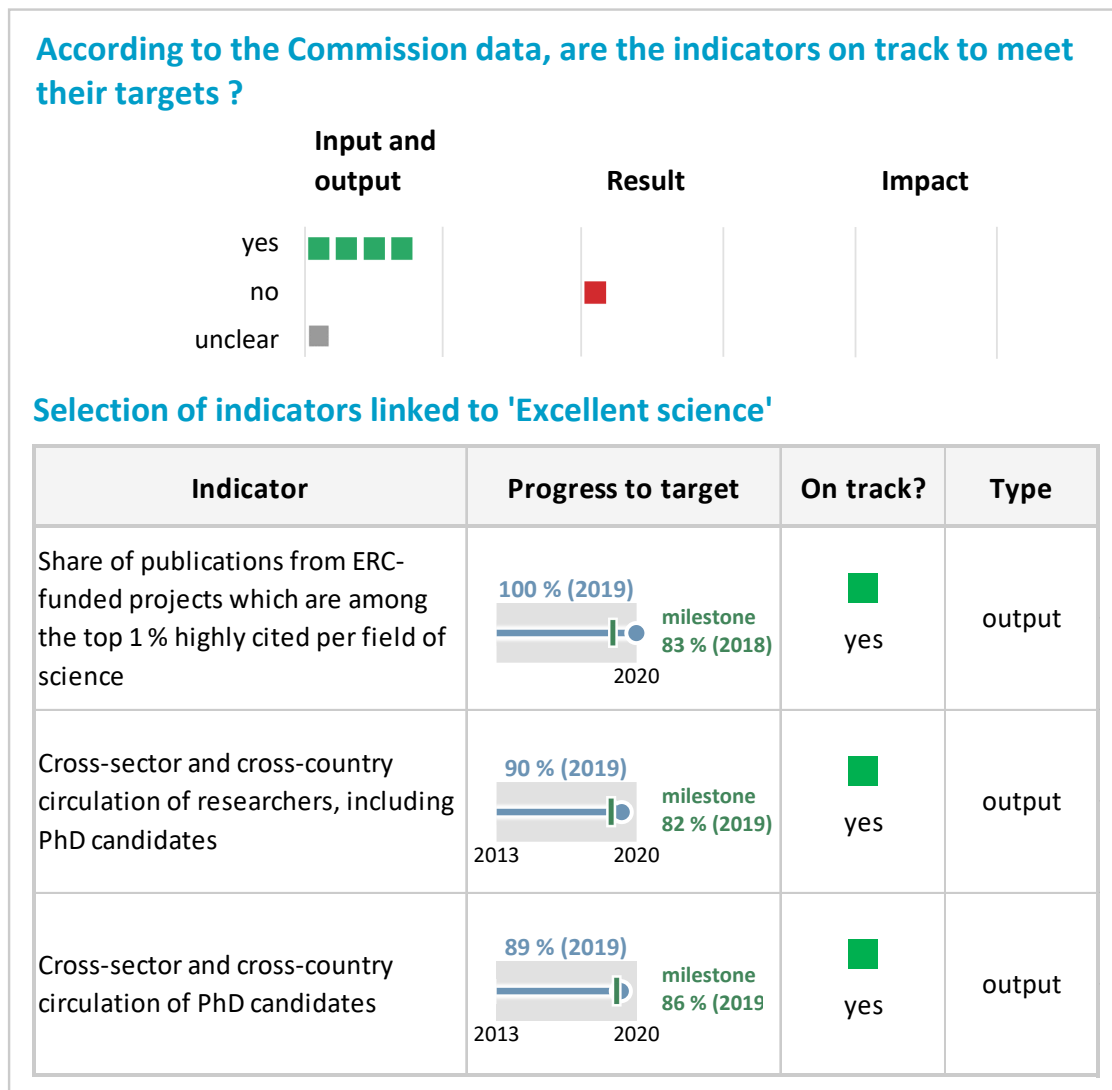 According to the Commission data, are the indicators on track to meet
their targets ?
Input and
output
Result
Impact
yes
no
unclear
Selection of indicators linked to 'Excellent science'
Indicator
Progress to target
On track?
Type
Share of publications from ERC-
funded projects which are among
the top 1 % highly cited per field of
science
100 % (2019)
milestone
83 % (2018)
2020
yes
output
Cross-sector and cross-country
circulation of researchers, including
PhD candidates
90 % (2019)
milestone
82 % (2019)
2013
2020
yes
output
Cross-sector and cross-country
circulation of PhD candidates
89 % (2019)
milestone
86 % (2019
2013
2020
yes
output